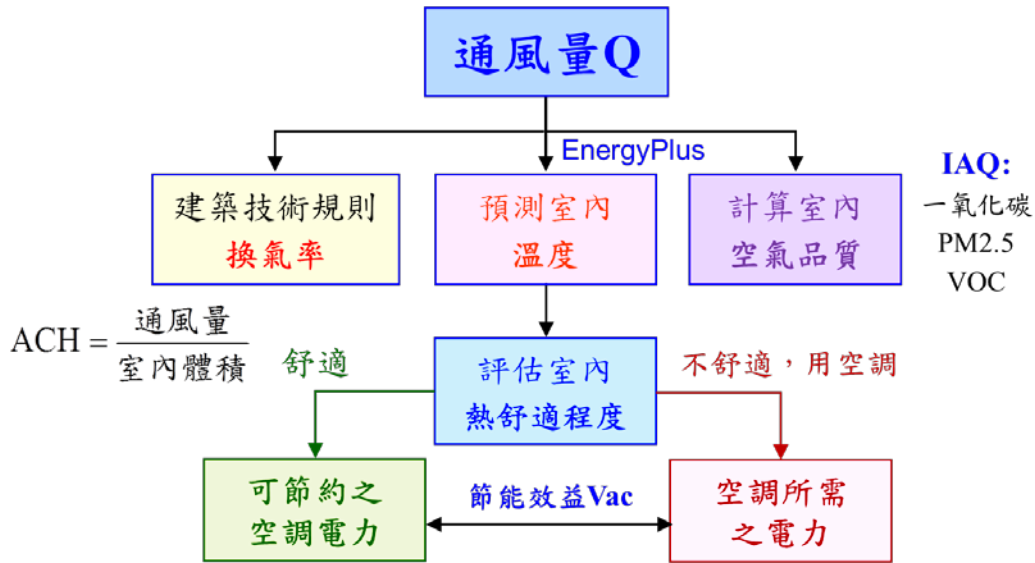 通風量Q
EnergyPlus
建築技術規則
換氣率
預測室內
溫度
計算室內
空氣品質
IAQ:
一氧化碳
PM2.5
VOC
ACH = 通風量 / 室內體積
舒適
評估室內
熱舒適程度
不舒適，用空調
可節約之
空調電力
節能效益Vac
空調所需
之電力